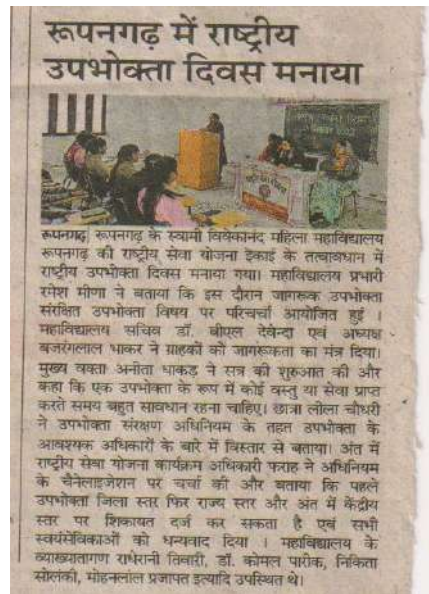 रूपनगढ़ में राष्ट्रीय
उपभोक्ता दिवस मनाया
रूपनगढ़ रूपनगढ़ के स्वामी विवेकानंद महिला महाविद्यालय
रूपनगढ़ की राष्ट्रीय सेवा योजना ईकाई के तत्वावधान में
राष्ट्रीय उपभोक्ता दिवस मनाया गया। महाविद्यालय प्रभारी
रमेश मीणा ने बताया कि इस दौरान जागरूक उपभोक्ता
संरक्षित उपभोक्ता विषय पर परिचर्चा आयोजित हुई ।
महाविद्यालय सचिव डॉ. बीएल देवेन्दा एवं अध्यक्ष
बजरंगलाल धाकर ने ग्राहकों को जागरूकता का मंत्र दिया।
मुख्य वक्ता अनीता धाकड़ ने सत्र की शुरुआत की और
कहा कि एक उपभोक्ता के रूप में कोई वस्तु या सेवा प्राप्त
करते समय बहुत सावधान रहना चाहिए। छात्रा लीला चौधरी
ने उपभोक्ता संरक्षण अधिनियम के तहत उपभोक्ता के
आवश्यक अधिकारों के बारे में विस्तार से बताया। अंत में
राष्ट्रीय सेवा योजना कार्यक्रम अधिकारी फराह ने अधिनियम
के चैनेलाइजेशन पर चर्चा की और बताया कि पहले
उपभोक्ता जिला स्तर फिर राज्य स्तर और अंत में केंद्रीय
स्तर पर शिकायत दर्ज कर सकता है एवं सभी
स्वयंसेविकाओं को धन्यवाद दिया । महाविद्यालय के
व्याख्यातागण राधेरानी तिवारी, डॉ. कोमल पारोक, निकिता
सोलंकी, मोहनलाल प्रजापत इत्यादि उपस्थित थे।